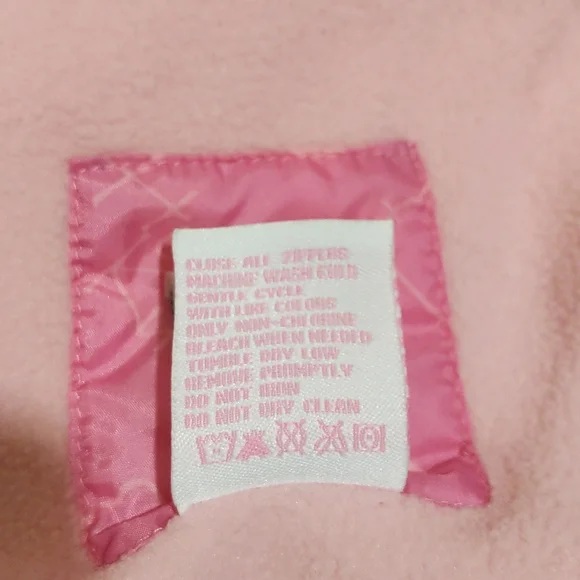 CLOSE ALL ZIPPERS
MACHINE WASH COLD
GENTLE CYCLE
WITH LIKE COLORS
ONLY NON-CHLORINE
BLEACH WHEN NEEDED
TUMBLE DRY LOW
REMOVE PROMPTLY
DO NOT IRON
DO NOT DRY CLEAN